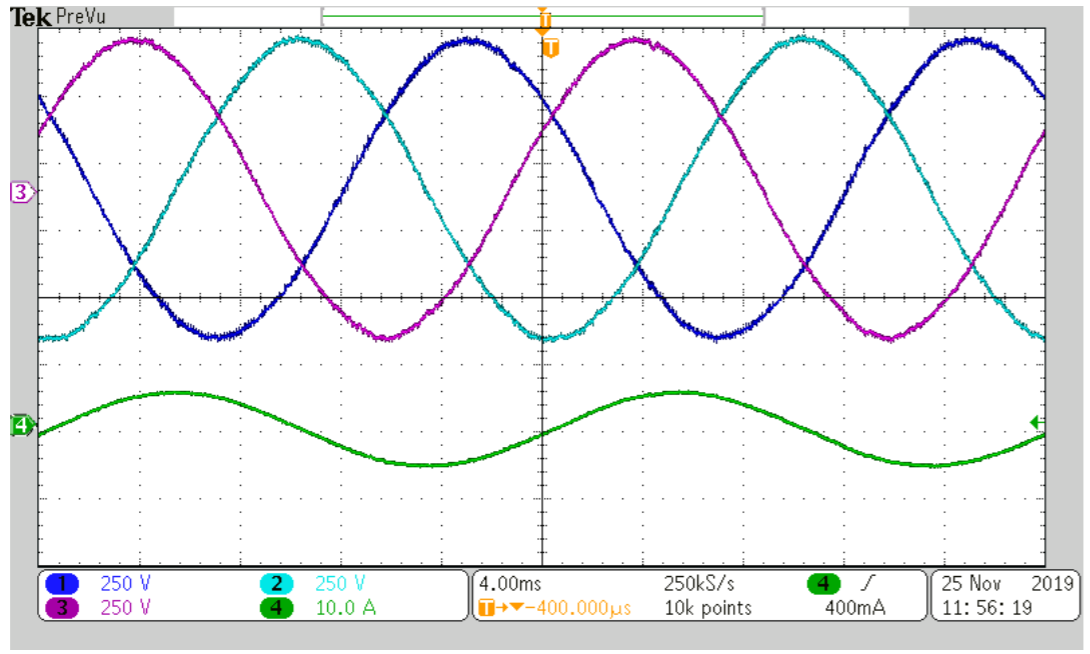 Tek PreVu
T
T
3
4
1 250 V 2 250 V 4.00ms 250kS/s 4 ∫ 25 Nov 2019
3 250 V 4 10.0 A T→▼-400.000µs 10k points 400mA 11:56:19